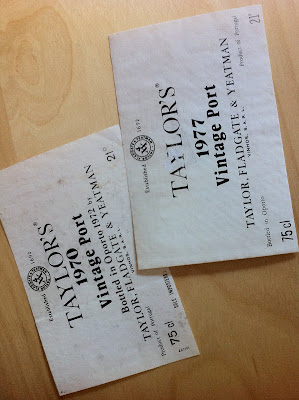 Established 1692
TAYLOR'S®
1977
Vintage Port
TAYLOR, FLADGATE & YEATMAN
VINHOS, S.A.R.L.
Bottled in Oporto
Product of Portugal
75 cl
21°
Established 1692
TAYLOR'S®
1970
Vintage Port
Bottled in Oporto 1972 by
TAYLOR, FLADGATE & YEATMAN
Product of Portugal
75 cl
21°